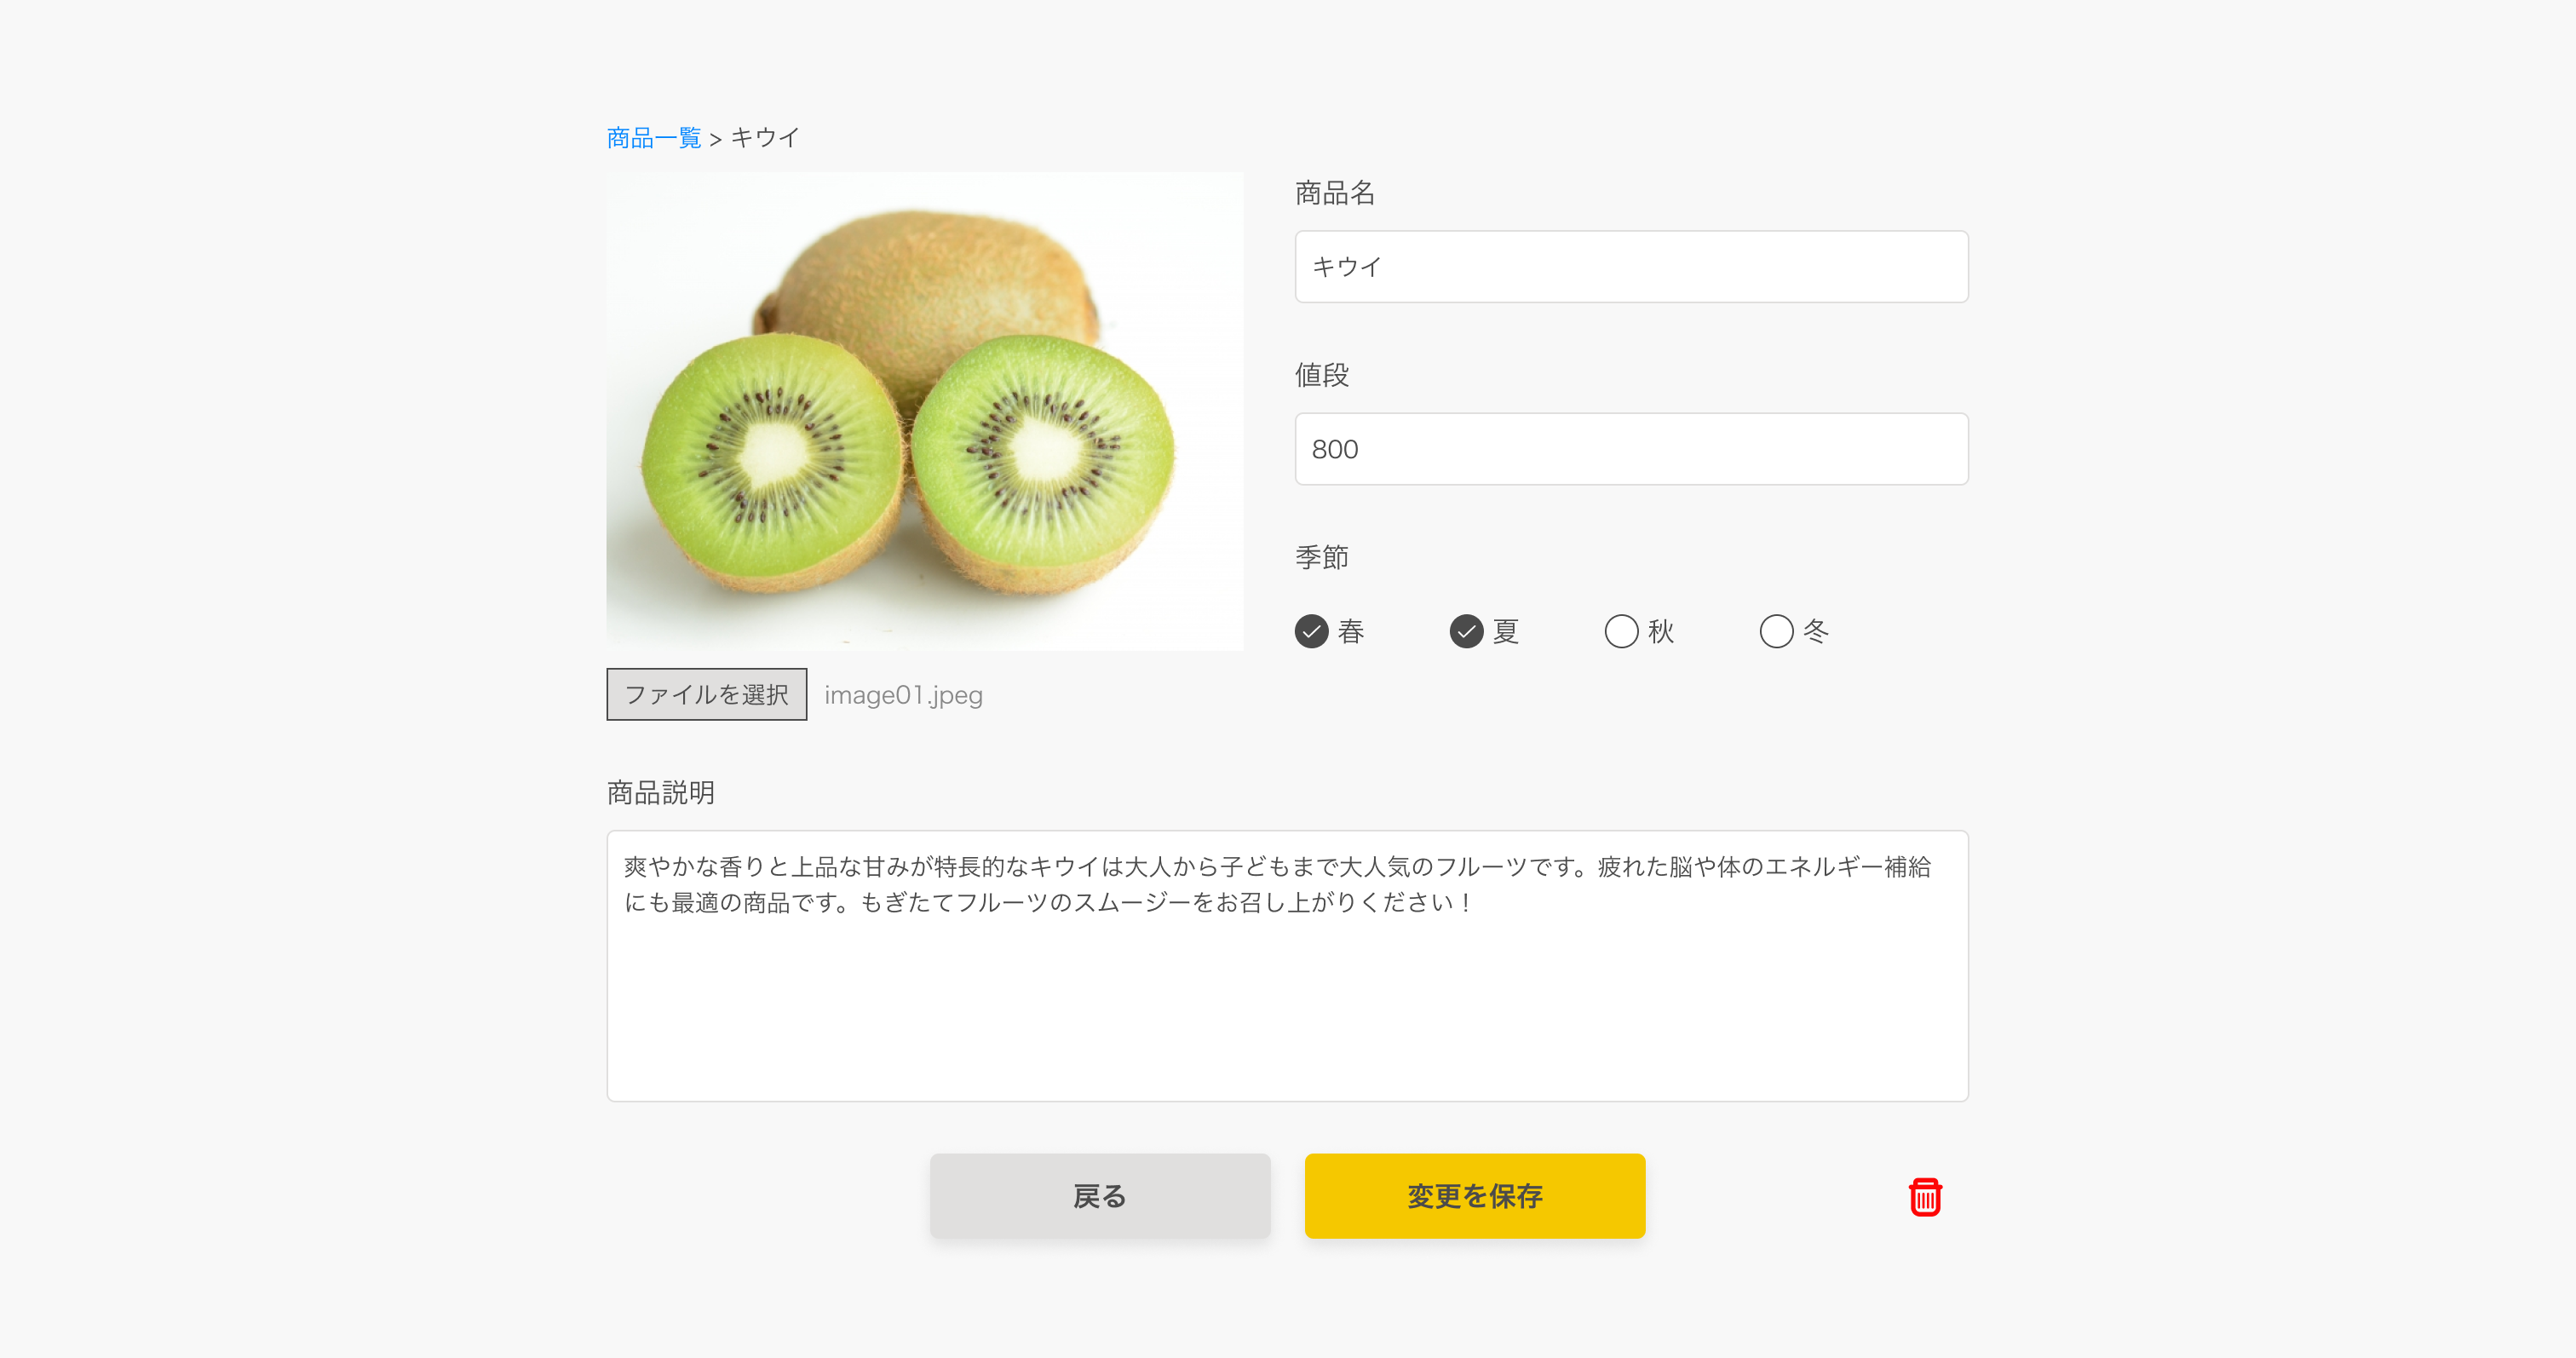 商品一覧 > キウイ
商品名
キウイ
値段
800
季節
春 夏 秋 冬
ファイルを選択 image01.jpeg
商品説明
爽やかな香りと上品な甘みが特長的なキウイは大人から子どもまで大人気のフルーツです。疲れた脳や体のエネルギー補給
にも最適の商品です。もぎたてフルーツのスムージーをお召し上がりください！
戻る 変更を保存